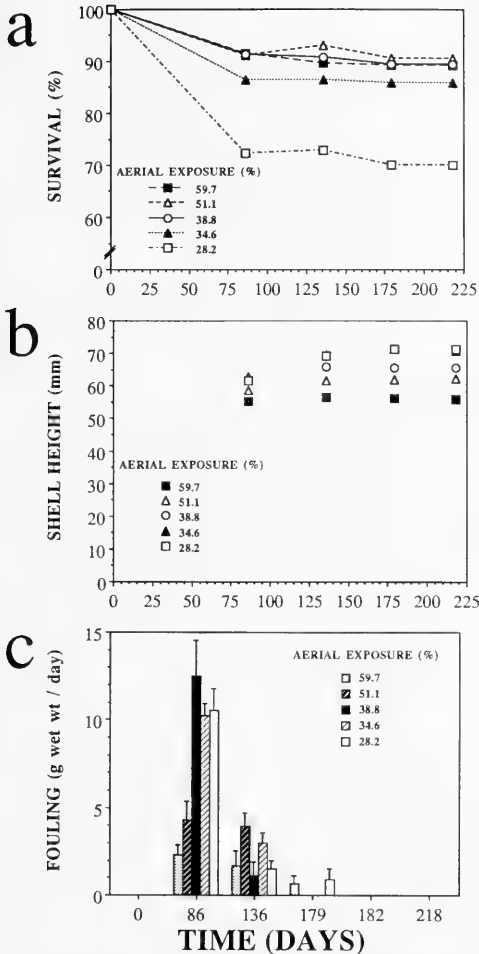 a
100
90
80
70
60
0
SURVIVAL (%)
AERIAL EXPOSURE (%)
59.7
51.1
38.8
34.6
28.2
0 25 50 75 100 125 150 175 200 225
b
80
70
60
50
40
30
20
10
0
SHELL HEIGHT (mm)
AERIAL EXPOSURE (%)
59.7
51.1
38.8
34.6
28.2
0 25 50 75 100 125 150 175 200 225
c
15
10
5
0
FOULING (g wet wt / day)
AERIAL EXPOSURE (%)
59.7
51.1
38.8
34.6
28.2
0 86 136 179 182 218
TIME (DAYS)